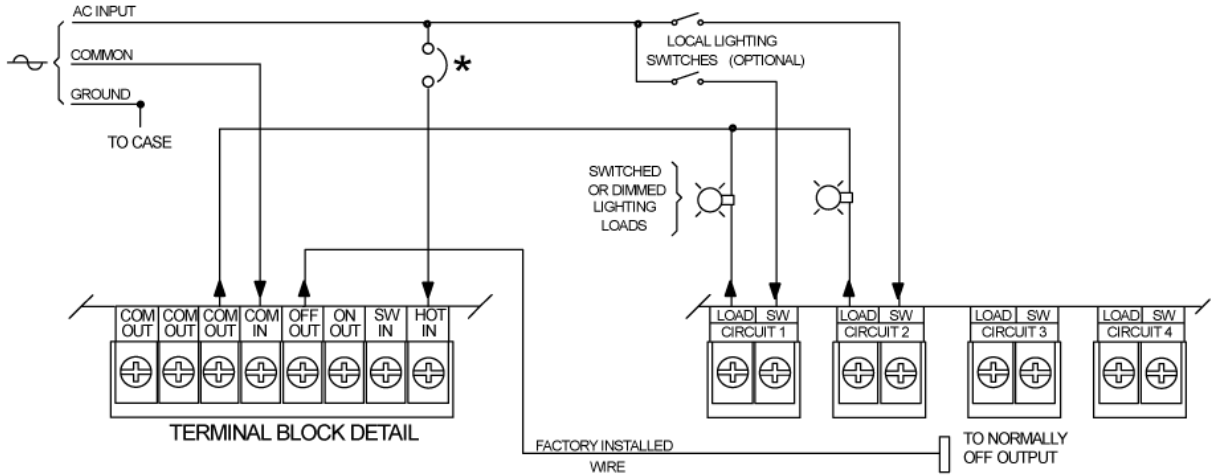 AC INPUT
COMMON
GROUND
TO CASE
*
LOCAL LIGHTING
SWITCHES (OPTIONAL)
SWITCHED
OR DIMMED
LIGHTING
LOADS
COM OUT
COM OUT
COM OUT
COM IN
OFF OUT
ON OUT
SW IN
HOT IN
TERMINAL BLOCK DETAIL
LOAD SW
CIRCUIT 1
LOAD SW
CIRCUIT 2
LOAD SW
CIRCUIT 3
LOAD SW
CIRCUIT 4
FACTORY INSTALLED
WIRE
TO NORMALLY
OFF OUTPUT